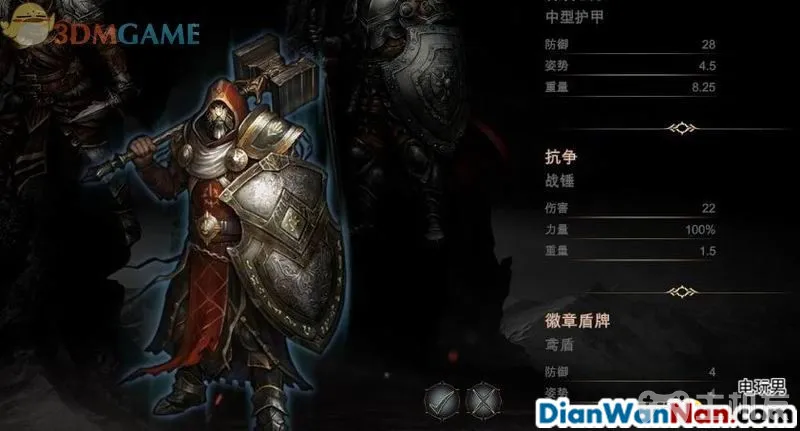 3DMGAME
中型护甲
防御 28
姿势 4.5
重量 8.25
抗争
战锤
伤害 22
力量 100%
重量 1.5
徽章盾牌
鸢盾
防御 4
姿势
电玩男
DianWanNan.com